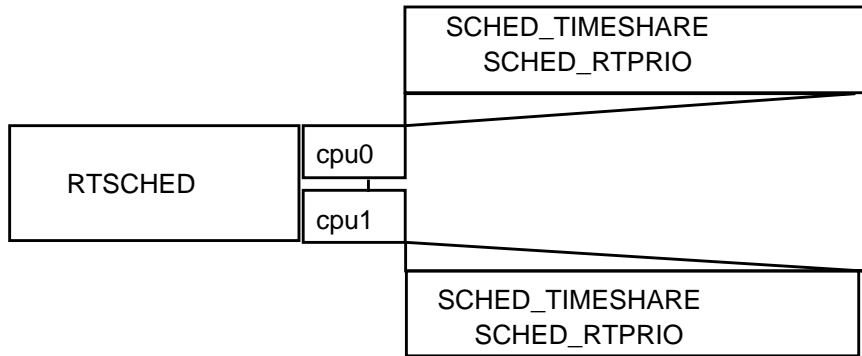 SCHED_TIMESHARE
SCHED_RTPRIO
RTSCHED
cpu0
cpu1
SCHED_TIMESHARE
SCHED_RTPRIO